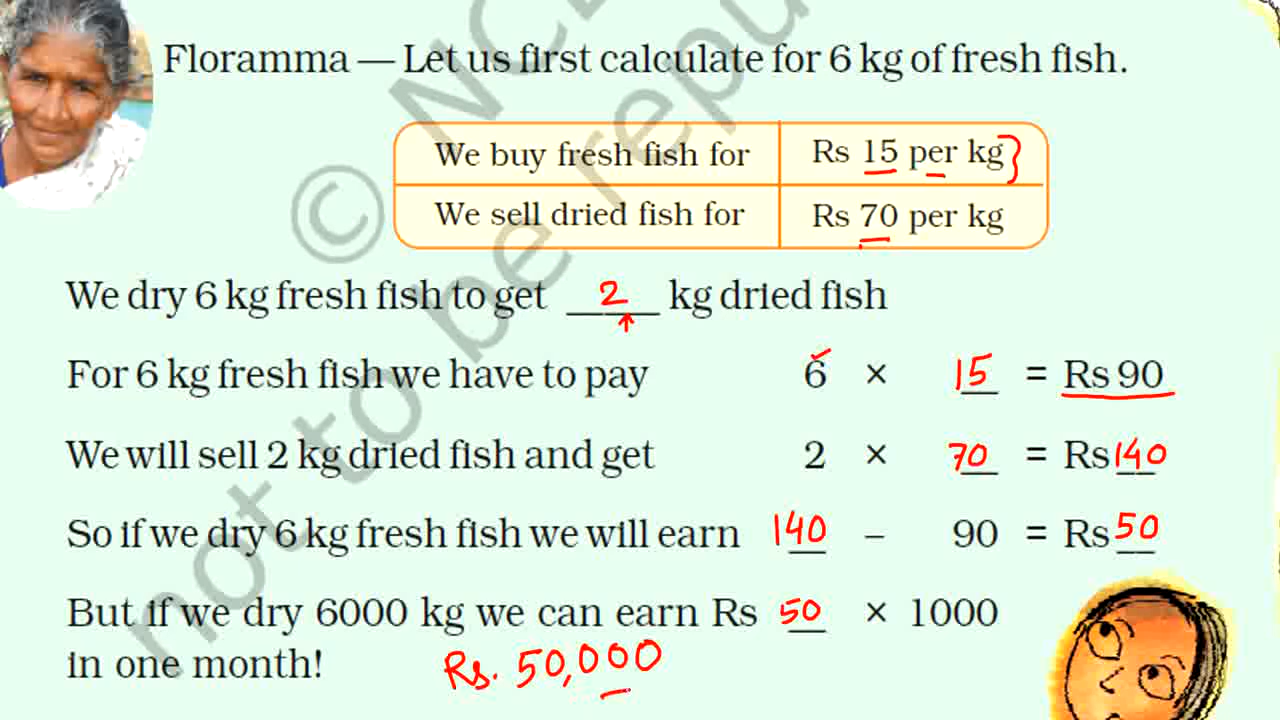 Floramma — Let us first calculate for 6 kg of fresh fish.
We buy fresh fish for Rs 15 per kg
We sell dried fish for Rs 70 per kg
We dry 6 kg fresh fish to get 2 kg dried fish
For 6 kg fresh fish we have to pay 6 × 15 = Rs 90
We will sell 2 kg dried fish and get 2 × 70 = Rs 140
So if we dry 6 kg fresh fish we will earn 140 – 90 = Rs 50
But if we dry 6000 kg we can earn Rs 50 × 1000
in one month! Rs. 50,000
© NC
not to be repu